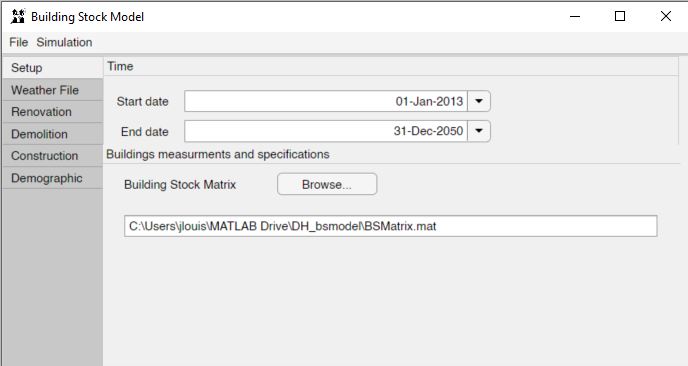 Building Stock Model
File Simulation
Setup
Weather File
Renovation
Demolition
Construction
Demographic
Time
Start date 01-Jan-2013
End date 31-Dec-2050
Buildings measurments and specifications
Building Stock Matrix Browse...
C:\Users\jlouis\MATLAB Drive\DH_bsmodel\BSMatrix.mat